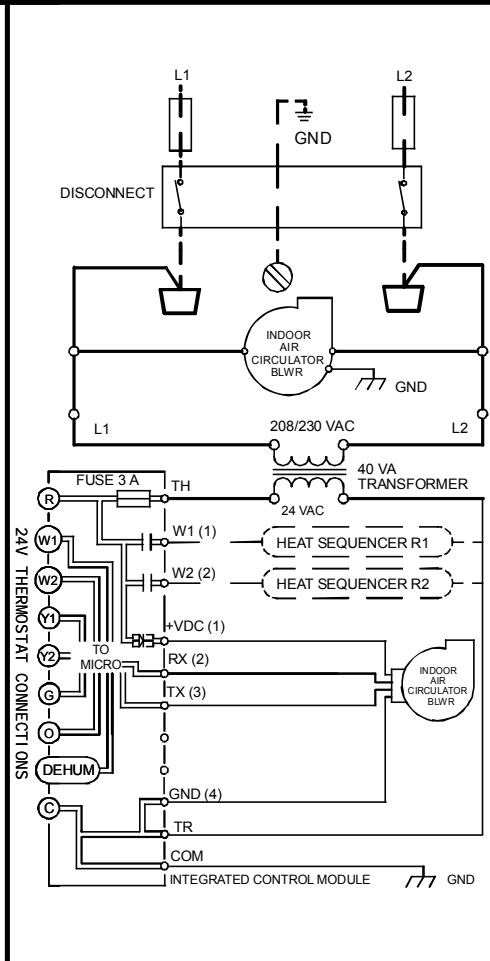 L1
L2
GND
DISCONNECT
INDOOR
AIR
CIRCULATOR
BLWR
GND
L1
208/230 VAC
L2
40 VA
TRANSFORMER
24 VAC
FUSE 3 A
TH
R
W1 (1)
HEAT SEQUENCER R1
W1
W2 (2)
HEAT SEQUENCER R2
W2
24V THERMOSTAT CONNECTIONS
Y1
+VDC (1)
TO
MICRO
RX (2)
Y2
INDOOR
AIR
CIRCULATOR
BLWR
TX (3)
G
O
DEHUM
GND (4)
C
TR
COM
INTEGRATED CONTROL MODULE
GND